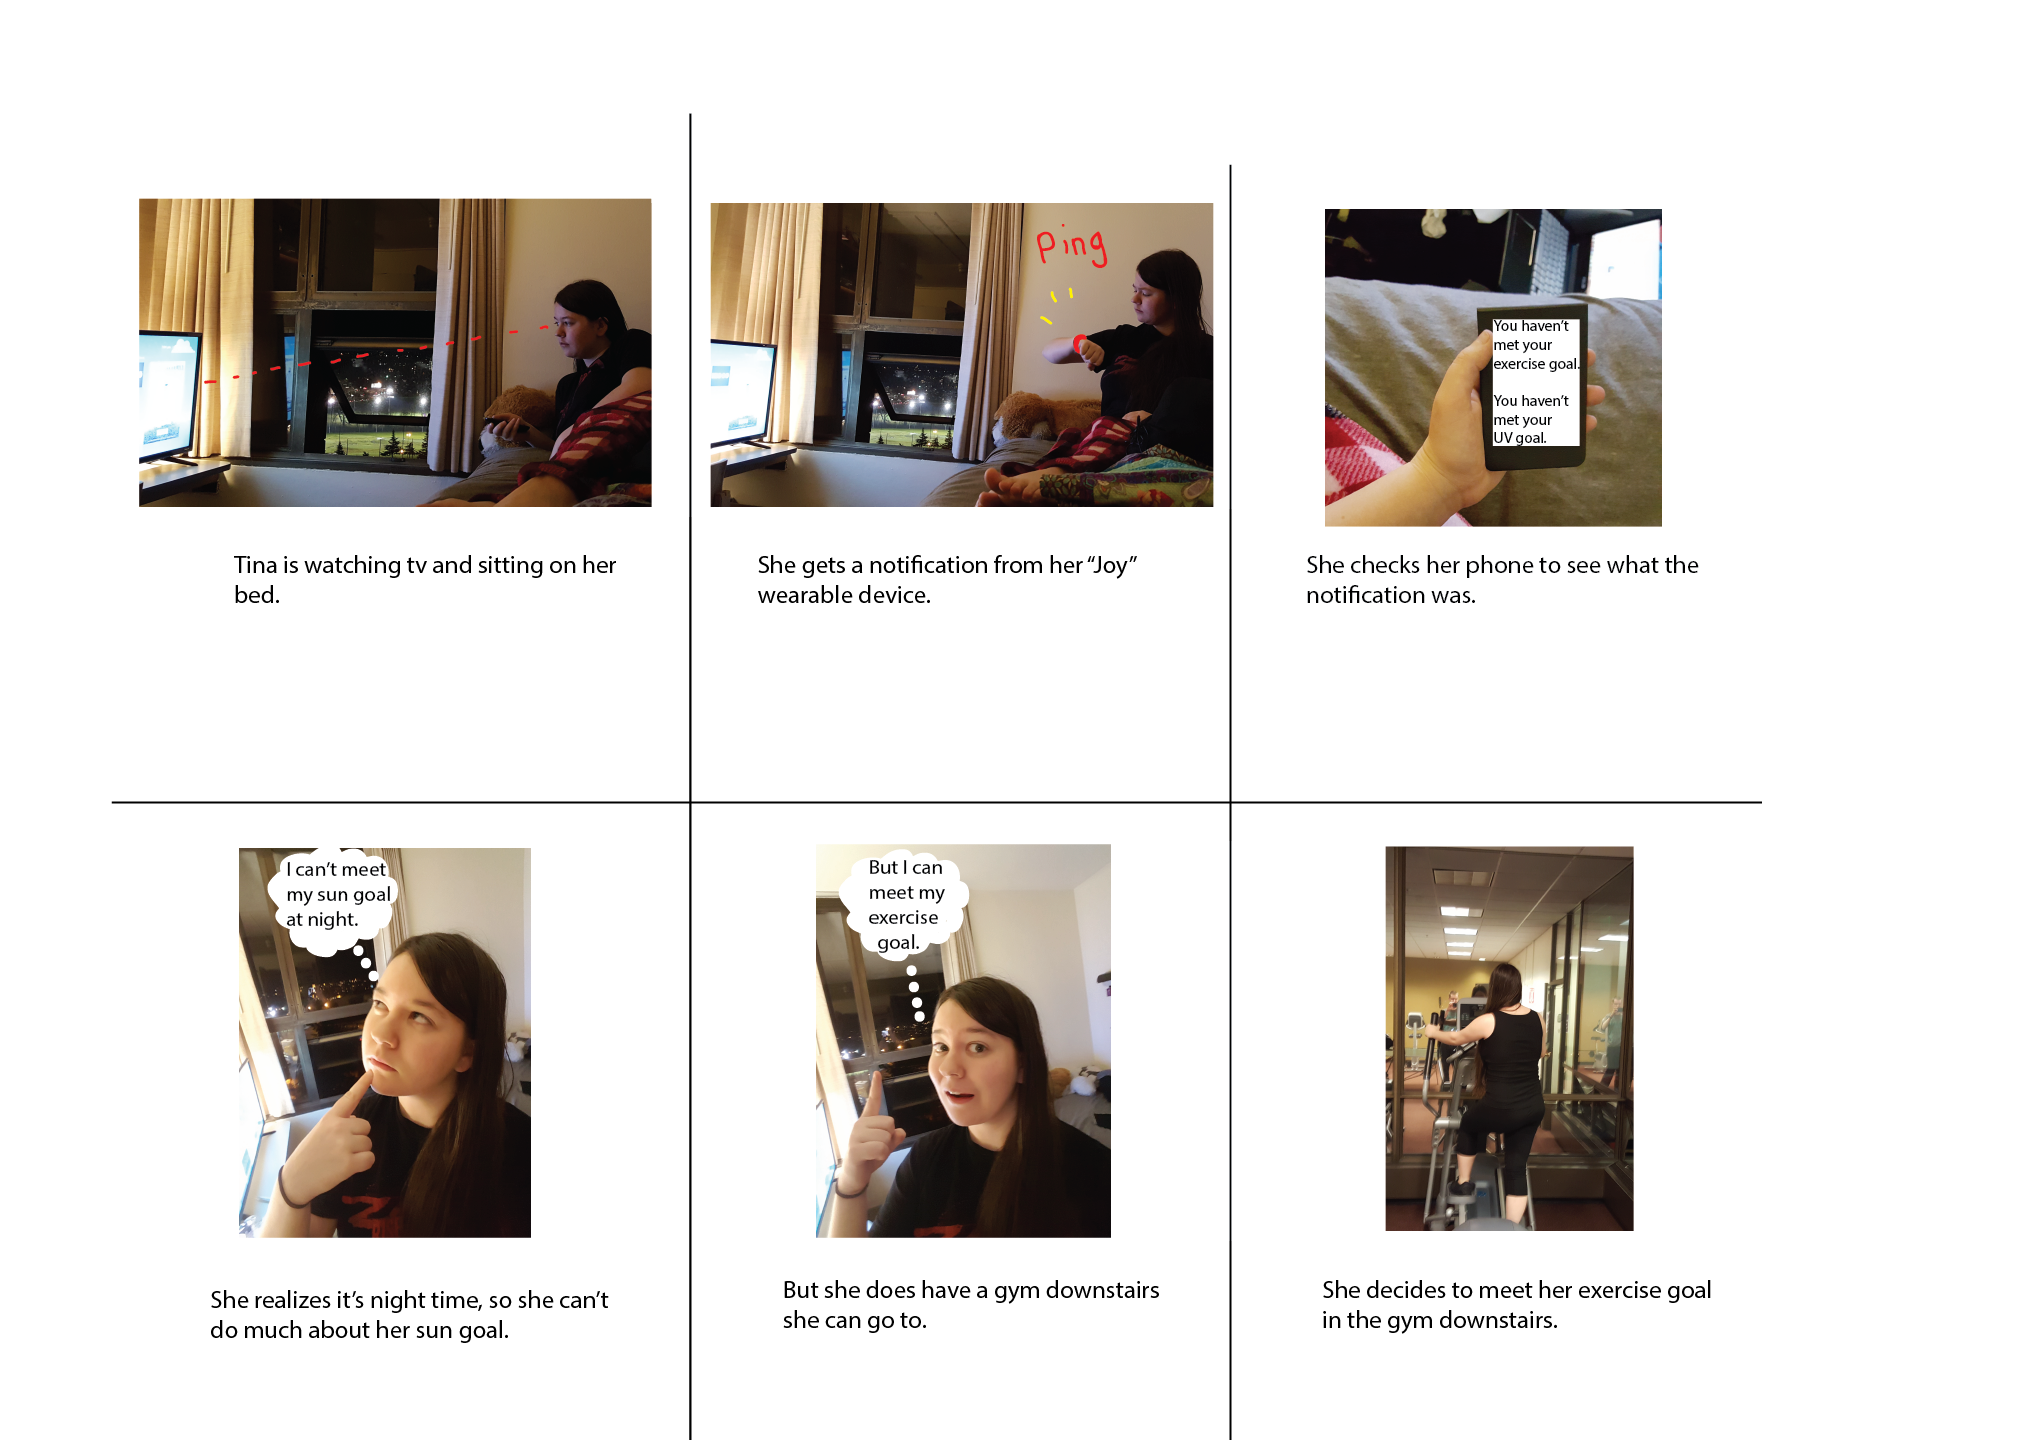 Ping
You haven't
met your
exercise goal.
You haven't
met your
UV goal.
Tina is watching tv and sitting on her
bed.
She gets a notification from her “Joy”
wearable device.
She checks her phone to see what the
notification was.
I can't meet
my sun goal
at night.
But I can
meet my
exercise
goal.
She realizes it's night time, so she can't
do much about her sun goal.
But she does have a gym downstairs
she can go to.
She decides to meet her exercise goal
in the gym downstairs.